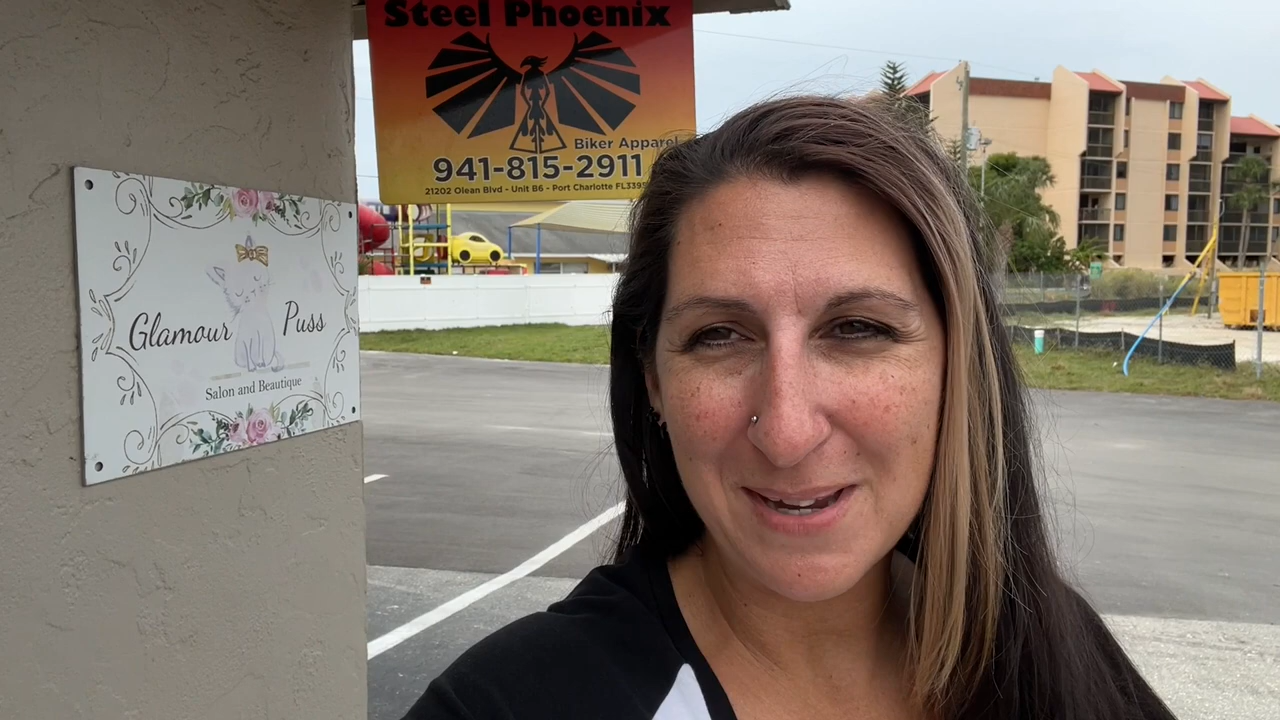 Steel Phoenix
Biker Apparel
941-815-2911
21202 Olean Blvd - Unit B6 - Port Charlotte FL
Glamour Puss
Salon and Beautique